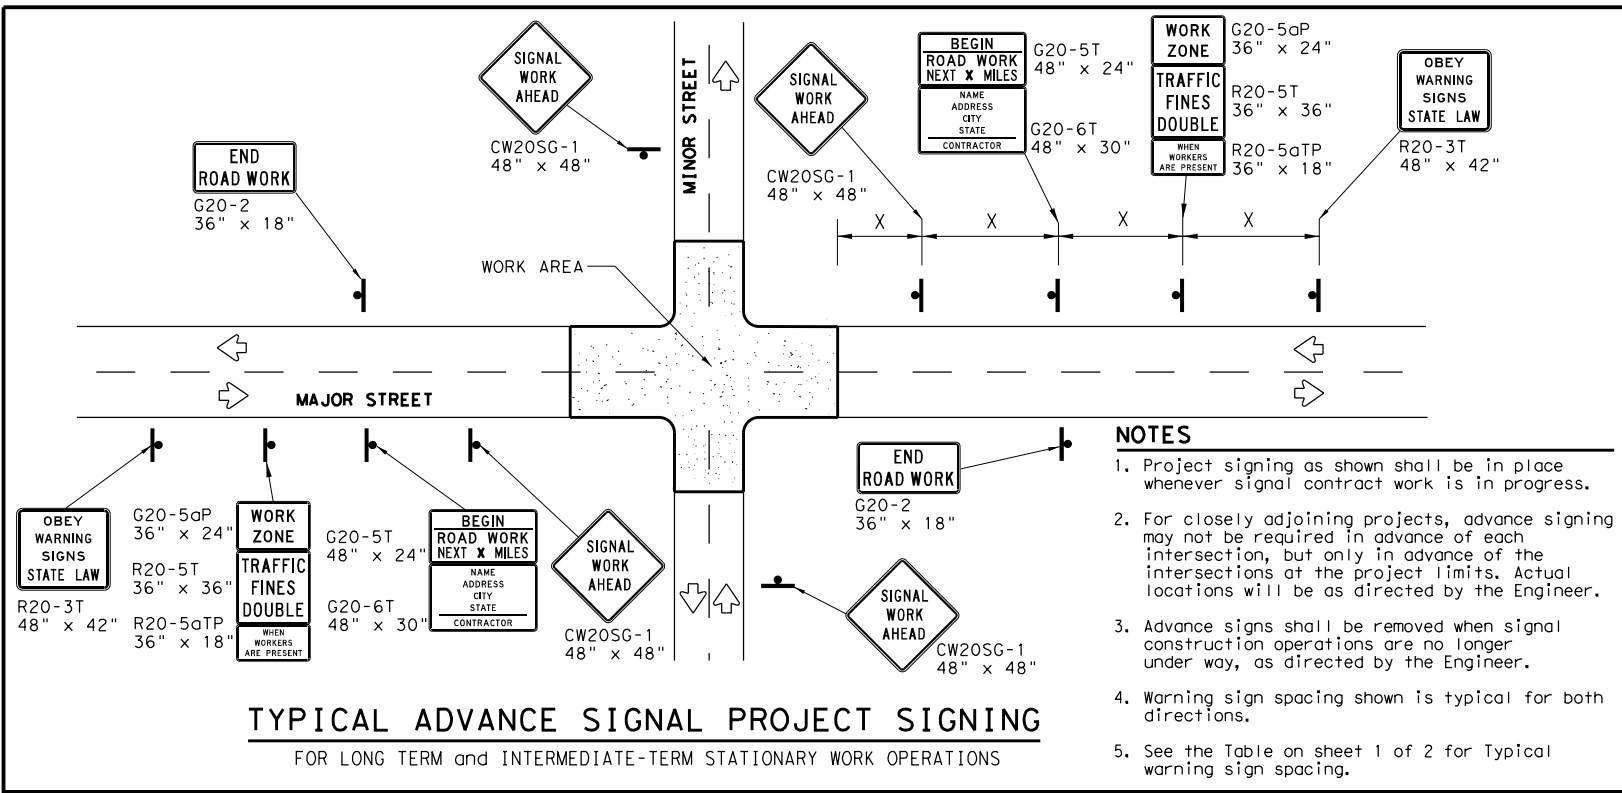 SIGNAL
WORK
AHEAD
CW20SG-1
48" x 48"
MINOR STREET
SIGNAL
WORK
AHEAD
CW20SG-1
48" x 48"
BEGIN
ROAD WORK
NEXT X MILES
NAME
ADDRESS
CITY
STATE
CONTRACTOR
G20-5T
48" x 24"
G20-6T
48" x 30"
WORK
ZONE
TRAFFIC
FINES
DOUBLE
WHEN
WORKERS
ARE PRESENT
G20-5aP
36" x 24"
R20-5T
36" x 36"
R20-5aTP
36" x 18"
OBEY
WARNING
SIGNS
STATE LAW
R20-3T
48" x 42"
END
ROAD WORK
G20-2
36" x 18"
X X X X
WORK AREA
MAJOR STREET
OBEY
WARNING
SIGNS
STATE LAW
R20-3T
48" x 42"
G20-5aP
36" x 24"
R20-5T
36" x 36"
R20-5aTP
36" x 18"
WORK
ZONE
TRAFFIC
FINES
DOUBLE
WHEN
WORKERS
ARE PRESENT
G20-5T
48" x 24"
G20-6T
48" x 30"
BEGIN
ROAD WORK
NEXT X MILES
NAME
ADDRESS
CITY
STATE
CONTRACTOR
SIGNAL
WORK
AHEAD
CW20SG-1
48" x 48"
END
ROAD WORK
G20-2
36" x 18"
SIGNAL
WORK
AHEAD
CW20SG-1
48" x 48"
NOTES
1. Project signing as shown shall be in place
whenever signal contract work is in progress.
2. For closely adjoining projects, advance signing
may not be required in advance of each
intersection, but only in advance of the
intersections at the project limits. Actual
locations will be as directed by the Engineer.
3. Advance signs shall be removed when signal
construction operations are no longer
under way, as directed by the Engineer.
4. Warning sign spacing shown is typical for both
directions.
5. See the Table on sheet 1 of 2 for Typical
warning sign spacing.
TYPICAL ADVANCE SIGNAL PROJECT SIGNING
FOR LONG TERM and INTERMEDIATE-TERM STATIONARY WORK OPERATIONS